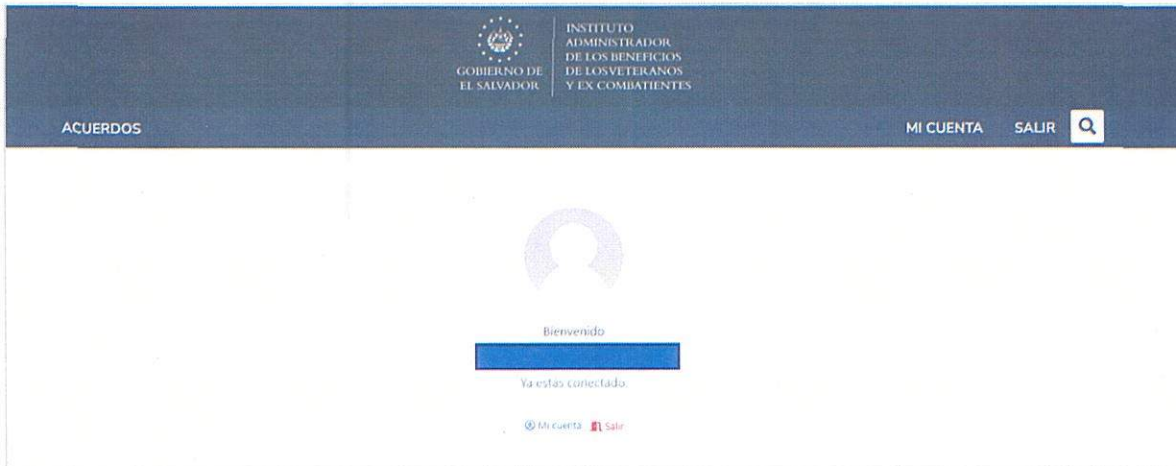 GOBIERNO DE
EL SALVADOR
INSTITUTO
ADMINISTRADOR
DE LOS BENEFICIOS
DE LOS VETERANOS
Y EX COMBATIENTES
ACUERDOS
MI CUENTA
SALIR
Bienvenido
Ya estas conectado.
Mi cuenta
Salir